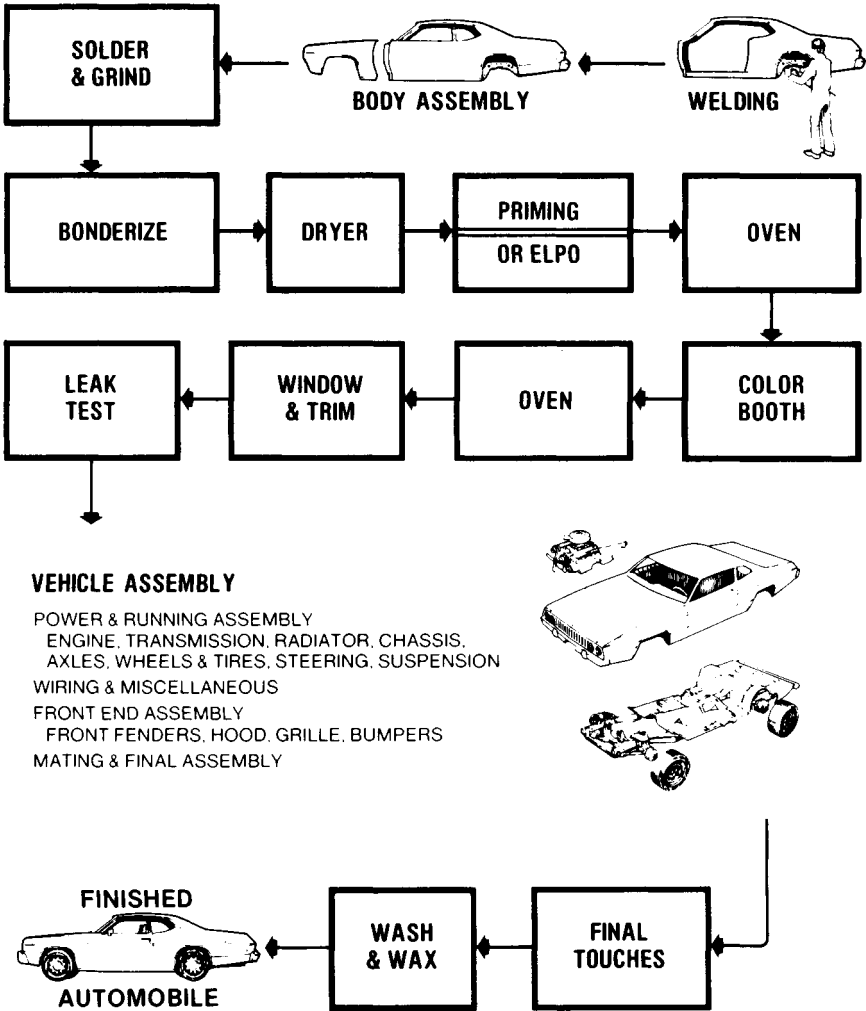 SOLDER
& GRIND
BODY ASSEMBLY
WELDING
BONDERIZE
DRYER
PRIMING
OR ELPO
OVEN
LEAK
TEST
WINDOW
& TRIM
OVEN
COLOR
BOOTH
VEHICLE ASSEMBLY
POWER & RUNNING ASSEMBLY
ENGINE, TRANSMISSION, RADIATOR, CHASSIS,
AXLES, WHEELS & TIRES, STEERING, SUSPENSION
WIRING & MISCELLANEOUS
FRONT END ASSEMBLY
FRONT FENDERS, HOOD, GRILLE, BUMPERS
MATING & FINAL ASSEMBLY
FINISHED
AUTOMOBILE
WASH
& WAX
FINAL
TOUCHES